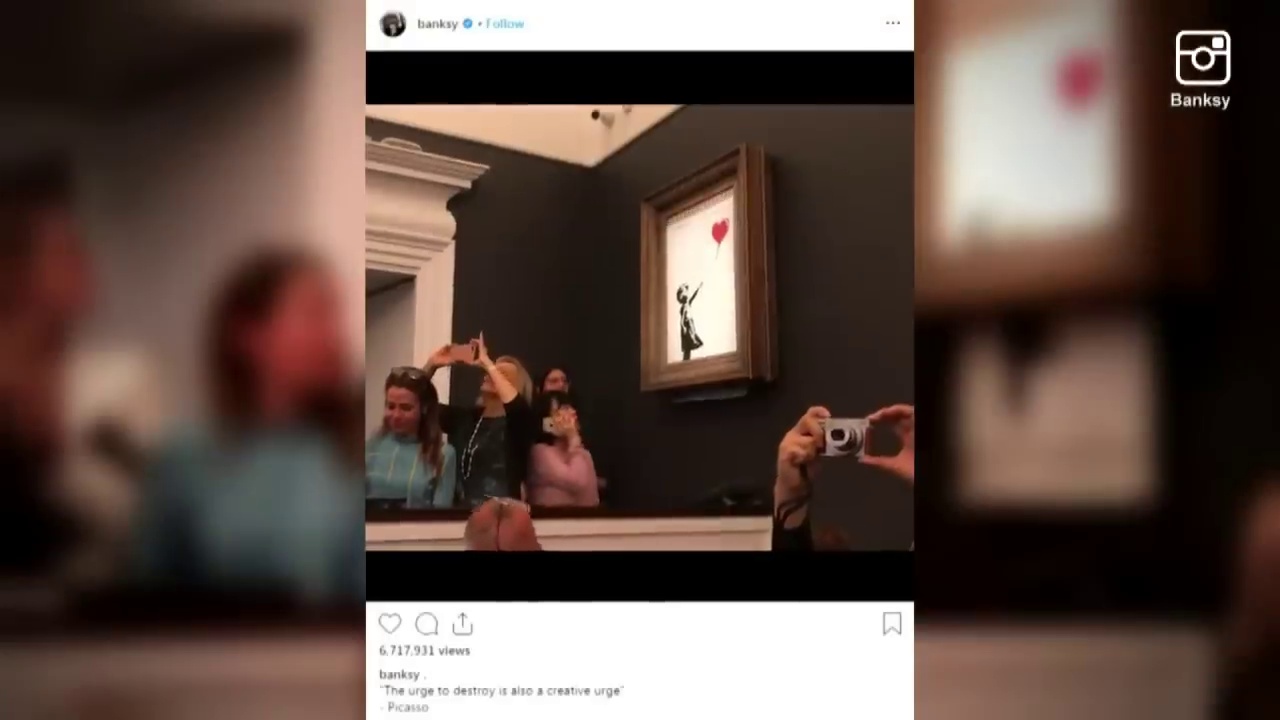 banksy • Follow
Banksy
6,717,931 views
banksy .
"The urge to destroy is also a creative urge"
- Picasso